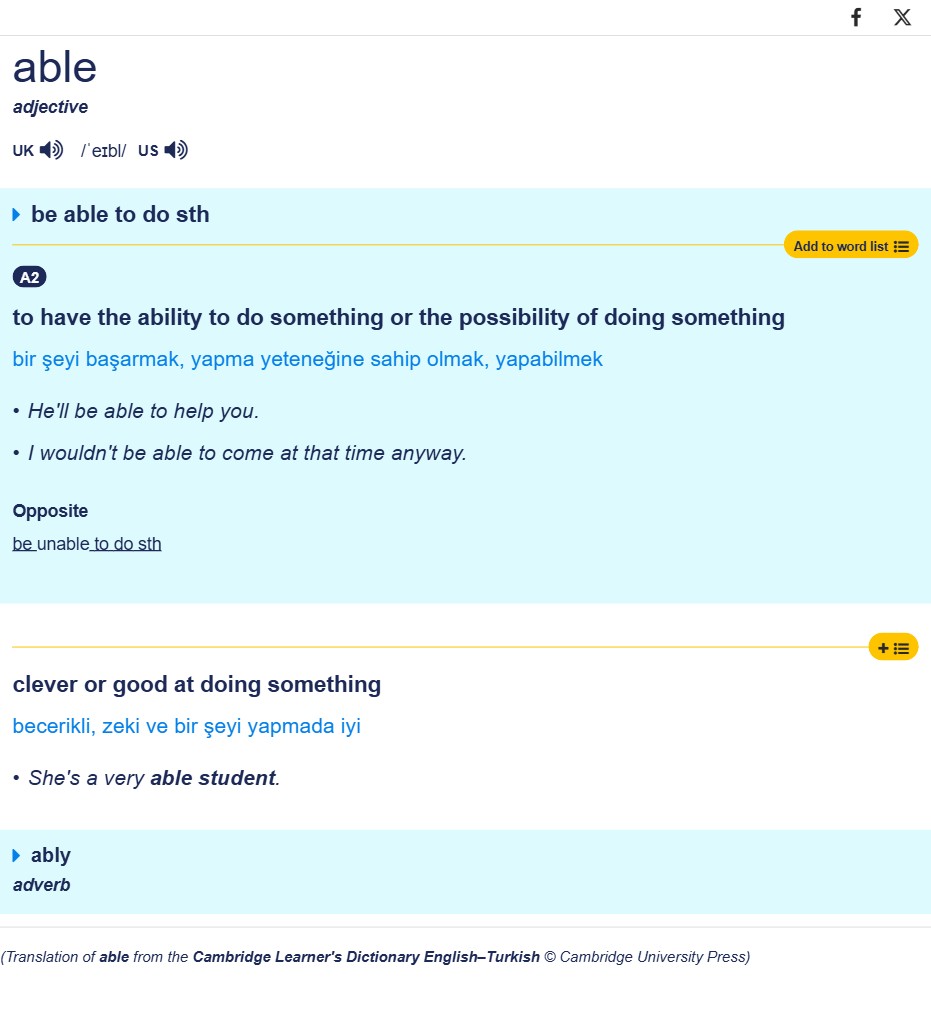 able
adjective
UK /ˈeɪbl/ US
be able to do sth
Add to word list
A2
to have the ability to do something or the possibility of doing something
bir şeyi başarmak, yapma yeteneğine sahip olmak, yapabilmek
• He'll be able to help you.
• I wouldn't be able to come at that time anyway.
Opposite
be unable to do sth
clever or good at doing something
becerikli, zeki ve bir şeyi yapmada iyi
• She's a very able student.
ably
adverb
(Translation of able from the Cambridge Learner's Dictionary English–Turkish © Cambridge University Press)